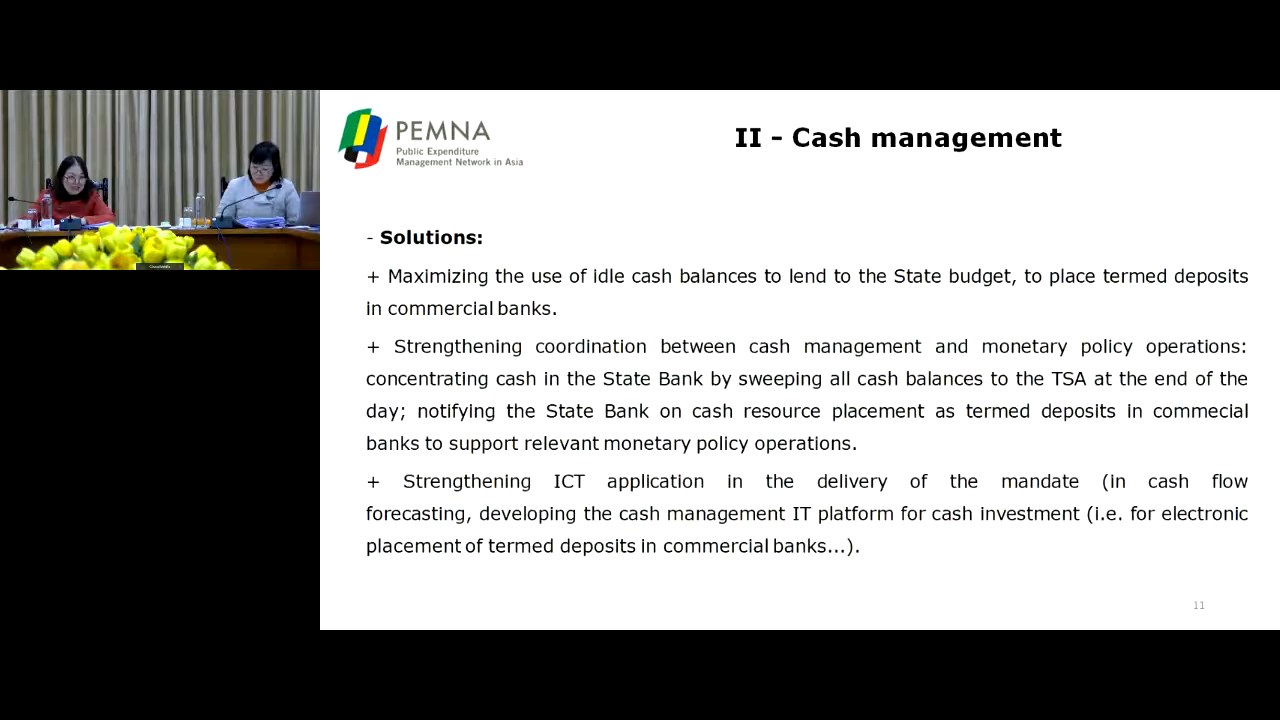 PEMNA
Public Expenditure
Management Network in Asia
II - Cash management
- Solutions:
+ Maximizing the use of idle cash balances to lend to the State budget, to place termed deposits
in commercial banks.
+ Strengthening coordination between cash management and monetary policy operations:
concentrating cash in the State Bank by sweeping all cash balances to the TSA at the end of the
day; notifying the State Bank on cash resource placement as termed deposits in commecial
banks to support relevant monetary policy operations.
+ Strengthening ICT application in the delivery of the mandate (in cash flow
forecasting, developing the cash management IT platform for cash investment (i.e. for electronic
placement of termed deposits in commercial banks...).
11